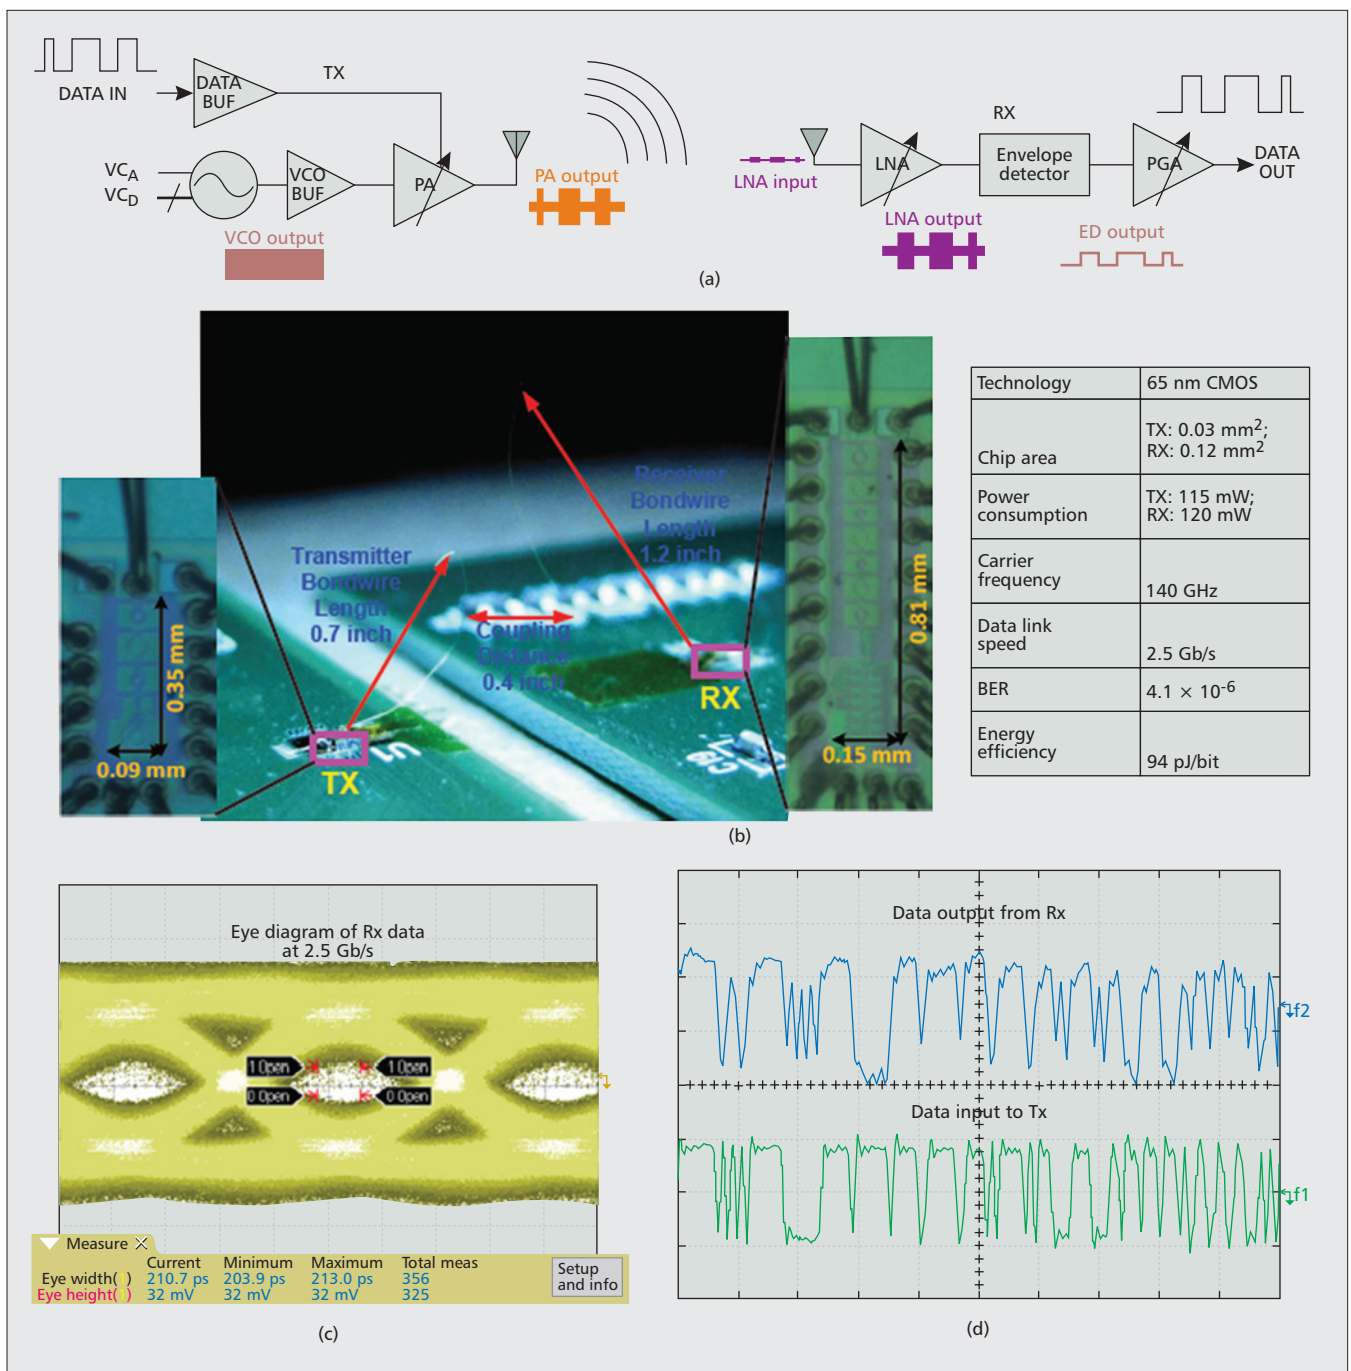 DATA IN
DATA
BUF
TX
VC_A
VC_D
VCO
BUF
PA
PA output
VCO output
LNA input
LNA
LNA output
RX
Envelope
detector
ED output
PGA
DATA
OUT
(a)
Transmitter
Bondwire
Length
0.7 inch
Receiver
Bondwire
Length
1.2 inch
Coupling
Distance
0.4 inch
TX
RX
U1
0.35 mm
0.09 mm
0.81 mm
0.15 mm
Technology 65 nm CMOS
Chip area TX: 0.03 mm²;
RX: 0.12 mm²
Power
consumption TX: 115 mW;
RX: 120 mW
Carrier
frequency 140 GHz
Data link
speed 2.5 Gb/s
BER 4.1 × 10⁻⁶
Energy
efficiency 94 pJ/bit
(b)
Eye diagram of Rx data
at 2.5 Gb/s
1 Open 1 Open
0 Open 0 Open
Measure
Current Minimum Maximum Total meas
Eye width( ) 210.7 ps 203.9 ps 213.0 ps 356
Eye height( ) 32 mV 32 mV 32 mV 325
Setup
and info
(c)
Data output from Rx
f2
Data input to Tx
f1
(d)